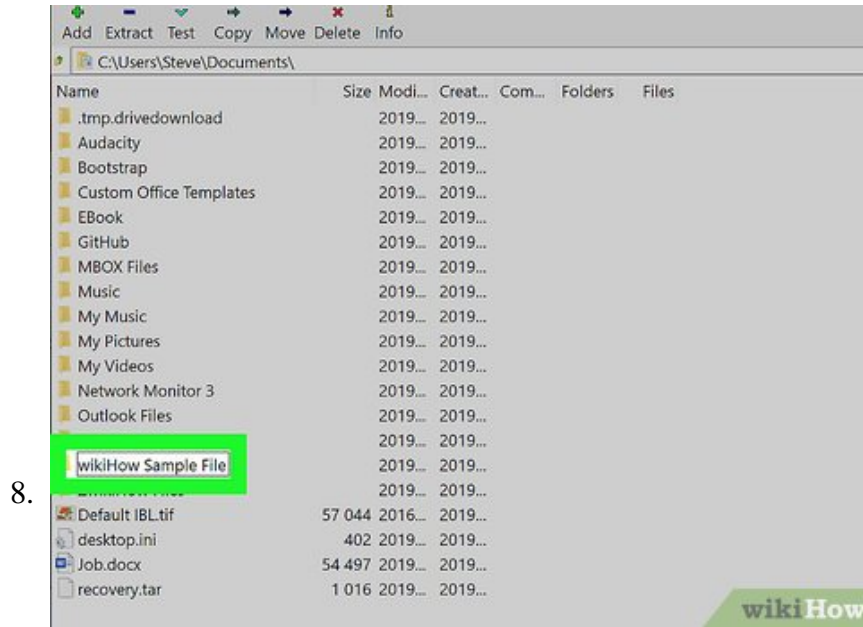 Add Extract Test Copy Move Delete Info
C:\Users\Steve\Documents\
Name Size Modi... Creat... Com... Folders Files
.tmp.drivedownload 2019... 2019...
Audacity 2019... 2019...
Bootstrap 2019... 2019...
Custom Office Templates 2019... 2019...
EBook 2019... 2019...
GitHub 2019... 2019...
MBOX Files 2019... 2019...
Music 2019... 2019...
My Music 2019... 2019...
My Pictures 2019... 2019...
My Videos 2019... 2019...
Network Monitor 3 2019... 2019...
Outlook Files 2019... 2019...
2019... 2019...
wikiHow Sample File 2019... 2019...
8.
2019... 2019...
Default IBL.tif 57 044 2016... 2019...
desktop.ini 402 2019... 2019...
Job.docx 54 497 2019... 2019...
recovery.tar 1 016 2019... 2019...
wikiHow